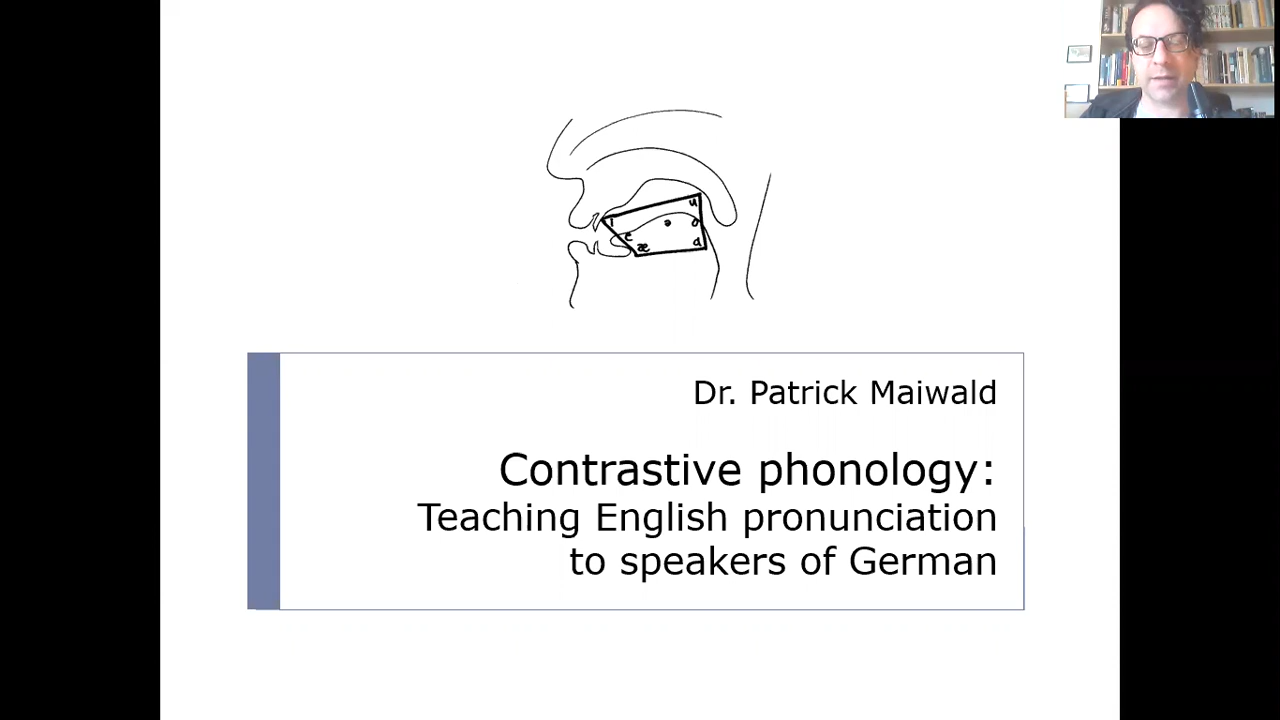 u
i
ə
o
e
æ
ɒ
Dr. Patrick Maiwald
Contrastive phonology:
Teaching English pronunciation
to speakers of German